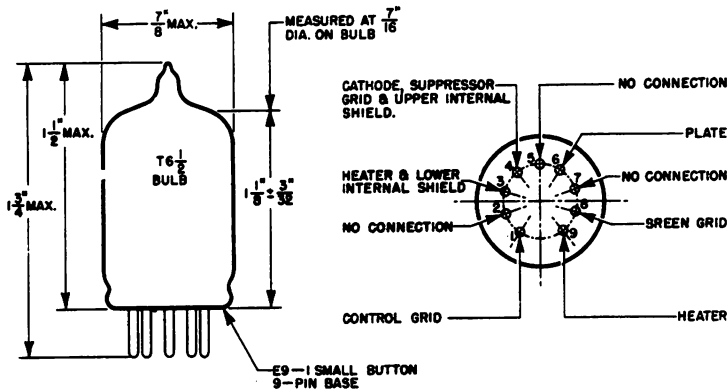 7" MAX.
8
MEASURED AT 7"
DIA. ON BULB 16
1 1" MAX.
2
1 3" MAX.
4
T6 1
2
BULB
1 1" ± 3"
8 32
E9-1 SMALL BUTTON
9-PIN BASE
CATHODE, SUPPRESSOR
GRID & UPPER INTERNAL
SHIELD.
NO CONNECTION
PLATE
HEATER & LOWER
INTERNAL SHIELD
NO CONNECTION
NO CONNECTION
SREEN GRID
CONTROL GRID
HEATER
4 5 6
3 7
2 8
1 9